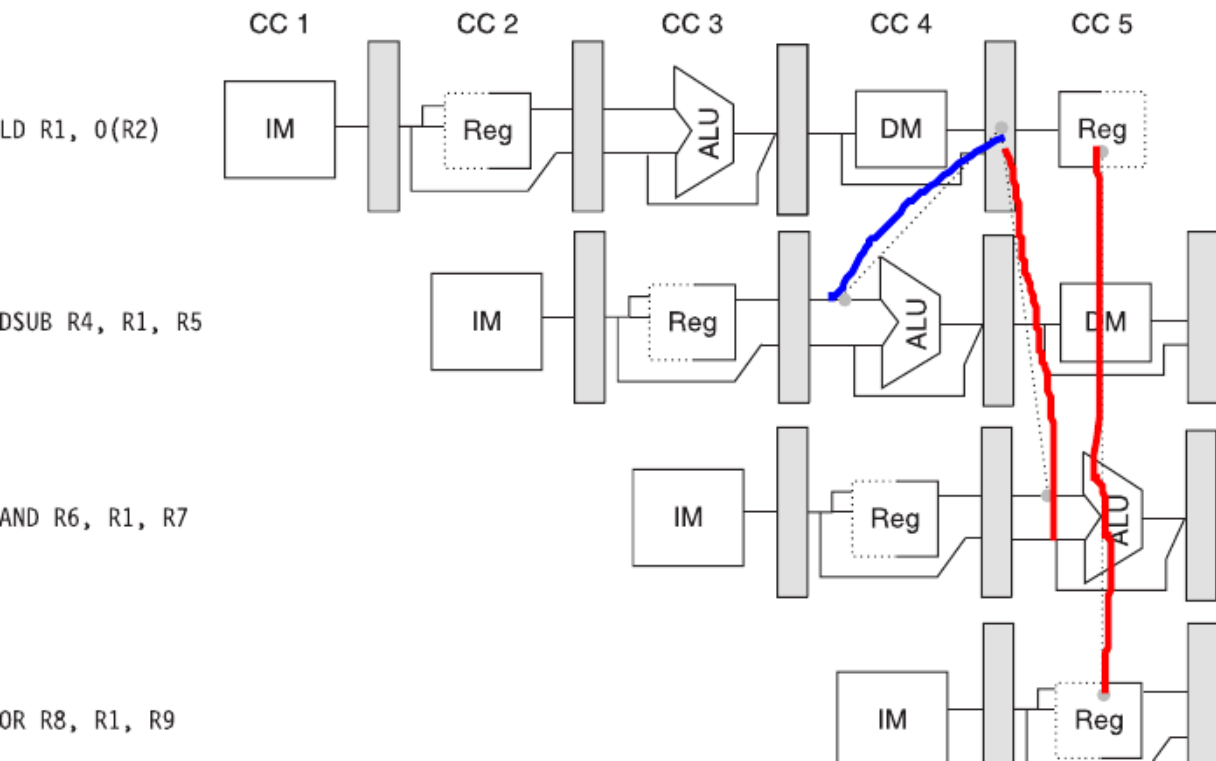 CC 1 CC 2 CC 3 CC 4 CC 5
LD R1, 0(R2) IM Reg ALU DM Reg
DSUB R4, R1, R5 IM Reg ALU DM
AND R6, R1, R7 IM Reg ALU
OR R8, R1, R9 IM Reg